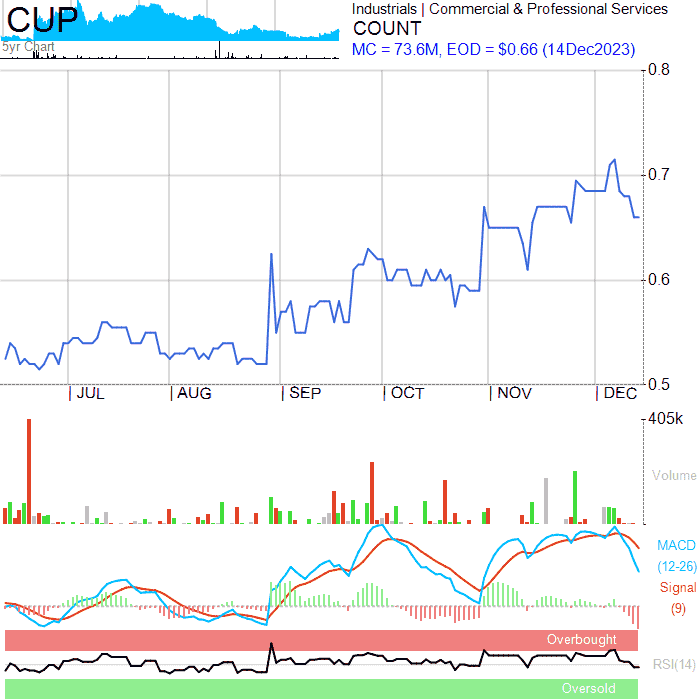 CUP
5yr Chart
Industrials | Commercial & Professional Services
COUNT
MC = 73.6M, EOD = $0.66 (14Dec2023)
0.8
0.7
0.6
0.5
JUL AUG SEP OCT NOV DEC
405k
Volume
MACD
(12-26)
Signal
(9)
Overbought
RSI(14)
Oversold